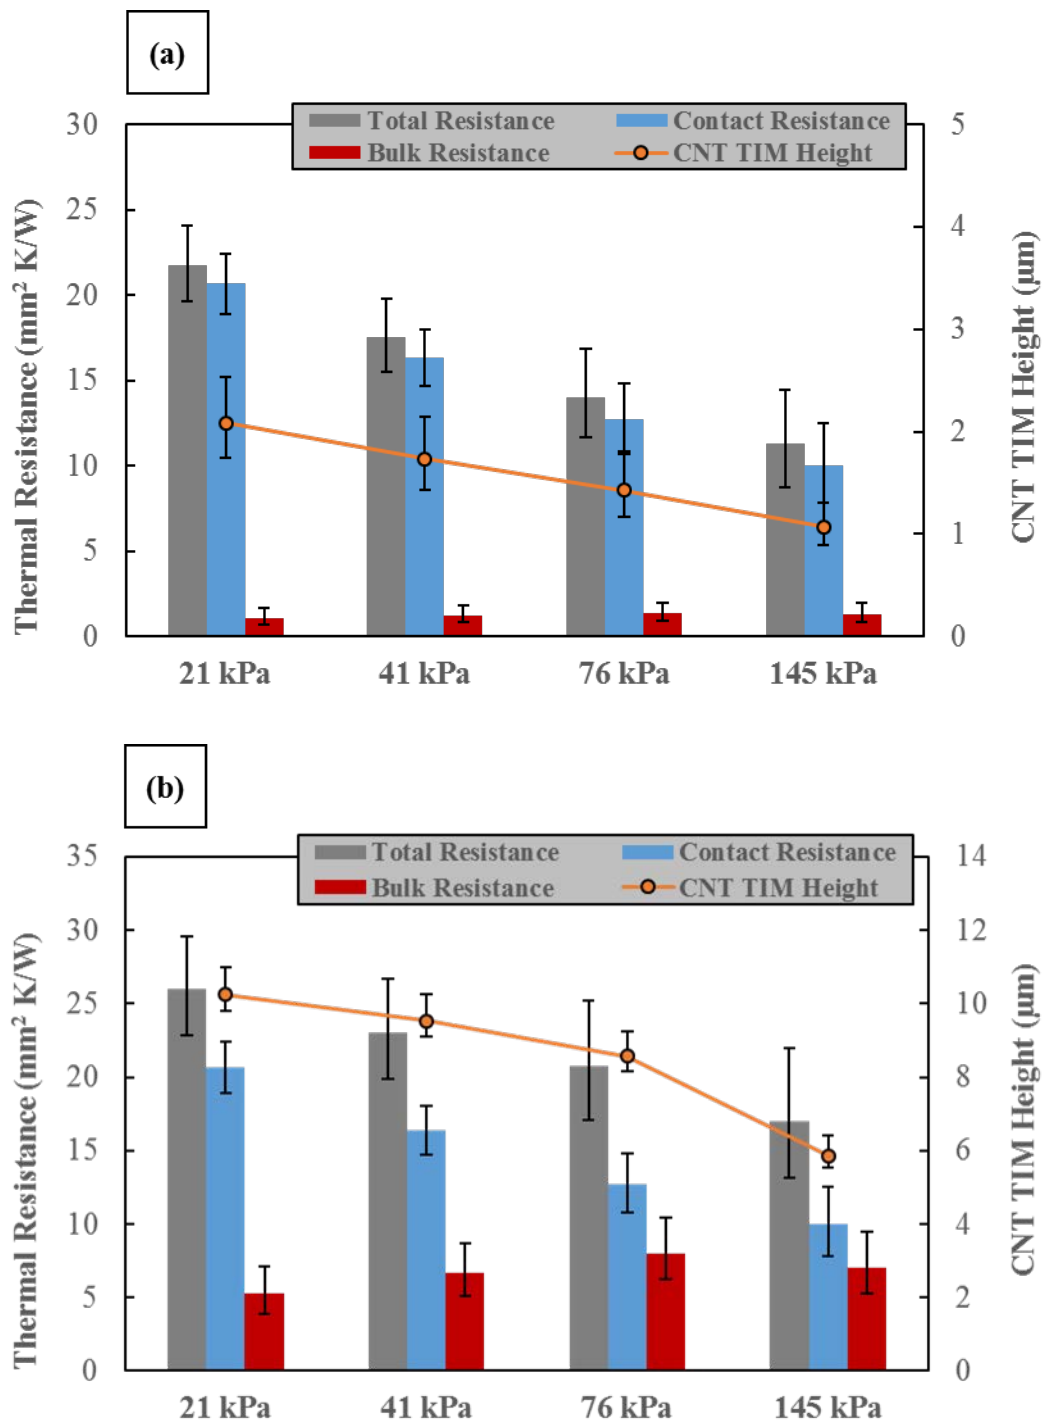 (a)
Total Resistance
Contact Resistance
Bulk Resistance
CNT TIM Height
Thermal Resistance (mm² K/W)
30
25
20
15
10
5
0
5
4
3
2
1
0
CNT TIM Height (µm)
21 kPa
41 kPa
76 kPa
145 kPa
(b)
Total Resistance
Contact Resistance
Bulk Resistance
CNT TIM Height
Thermal Resistance (mm² K/W)
35
30
25
20
15
10
5
0
14
12
10
8
6
4
2
0
CNT TIM Height (µm)
21 kPa
41 kPa
76 kPa
145 kPa